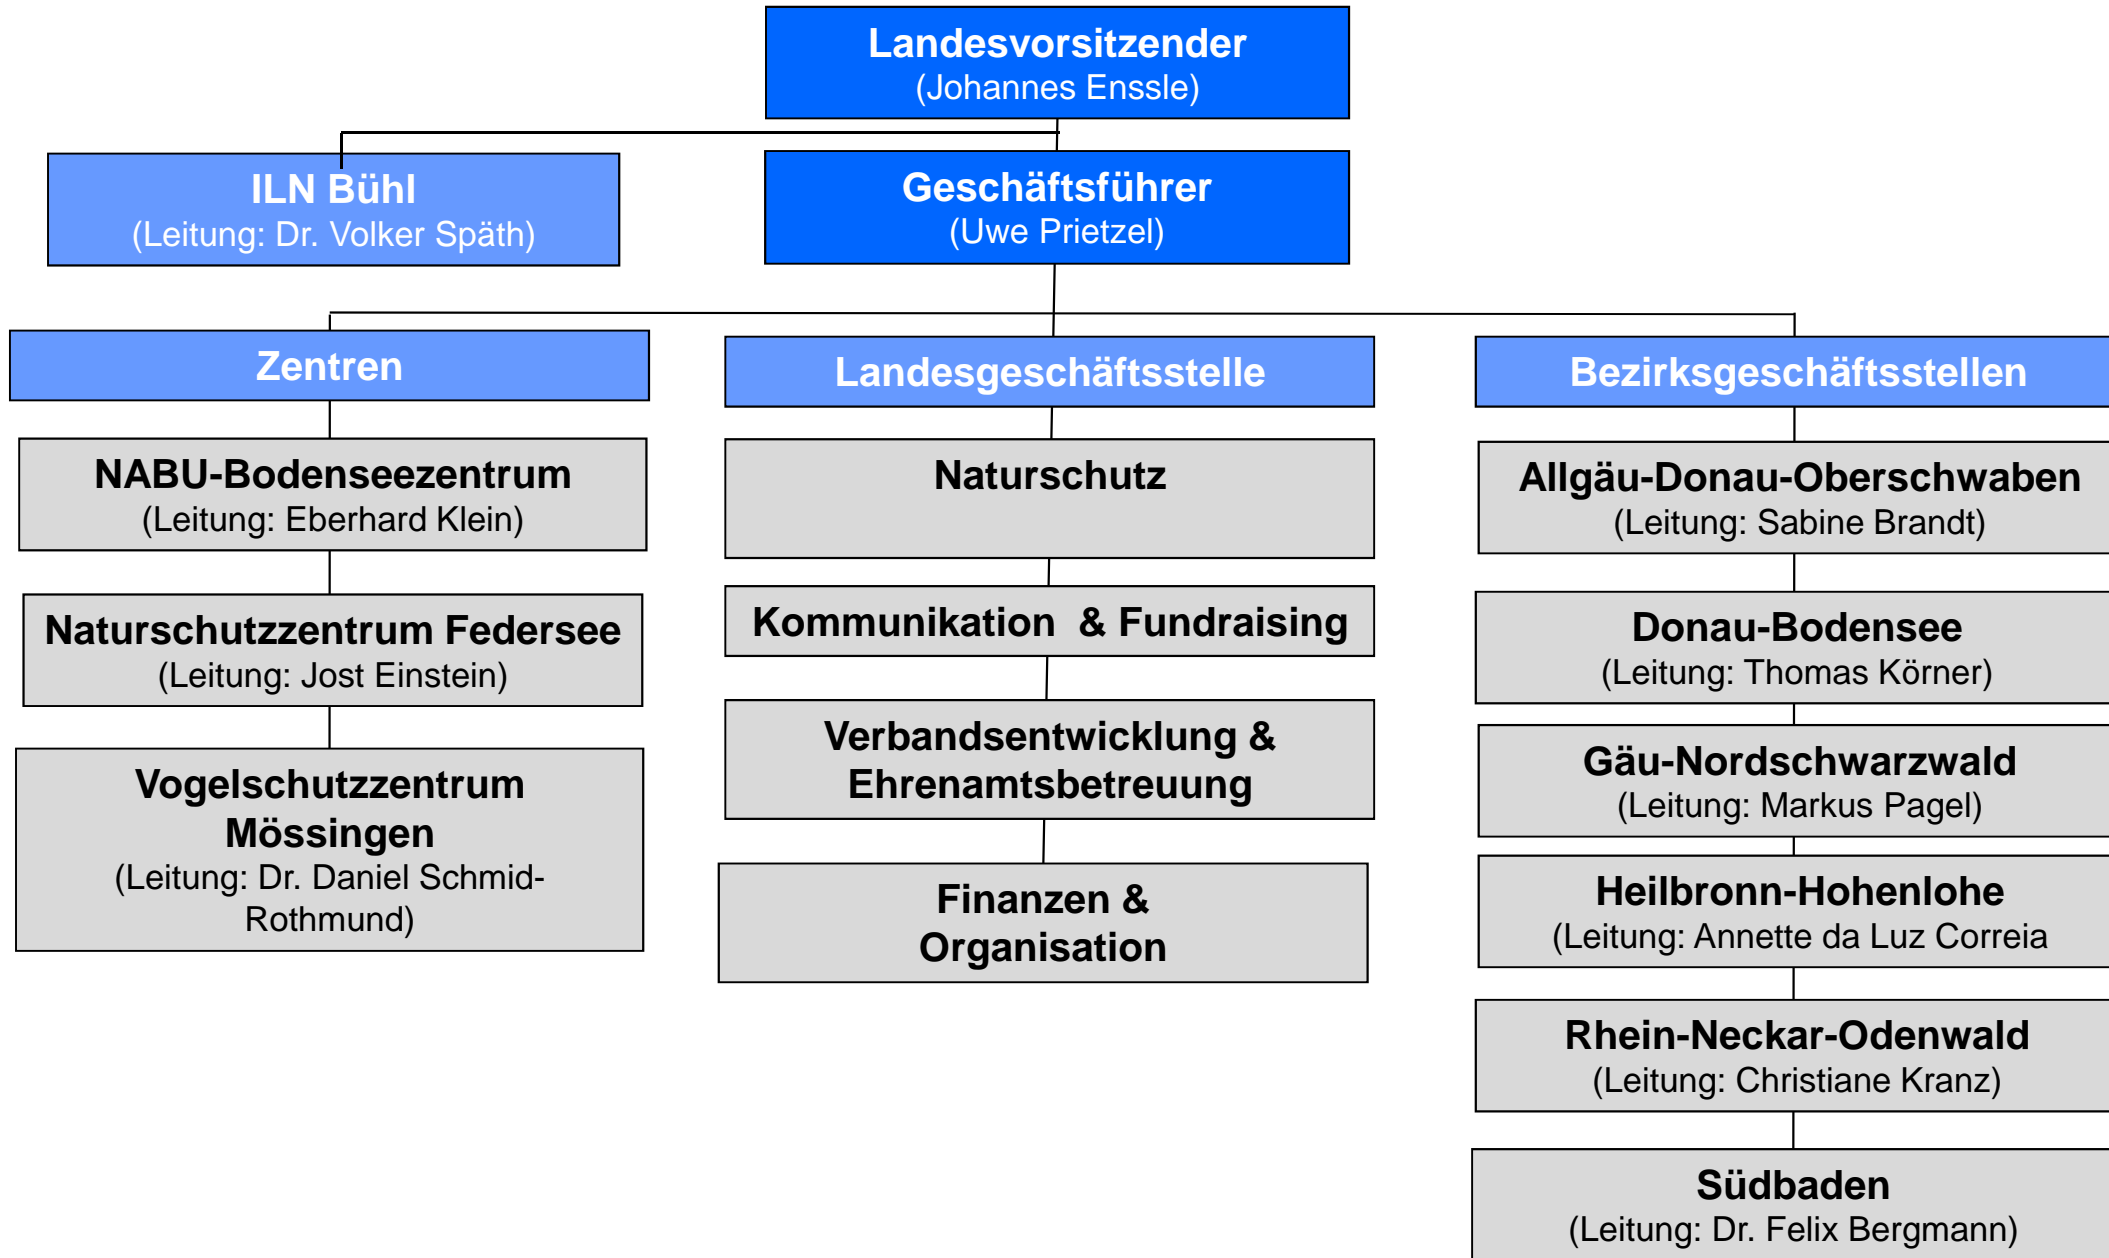 Landesvorsitzender
(Johannes Enssle)
ILN Bühl
(Leitung: Dr. Volker Späth)
Geschäftsführer
(Uwe Prietzel)
Zentren
NABU-Bodenseezentrum
(Leitung: Eberhard Klein)
Naturschutzzentrum Federsee
(Leitung: Jost Einstein)
Vogelschutzzentrum
Mössingen
(Leitung: Dr. Daniel Schmid-
Rothmund)
Landesgeschäftsstelle
Naturschutz
Kommunikation  & Fundraising
Verbandsentwicklung &
Ehrenamtsbetreuung
Finanzen &
Organisation
Bezirksgeschäftsstellen
Allgäu-Donau-Oberschwaben
(Leitung: Sabine Brandt)
Donau-Bodensee
(Leitung: Thomas Körner)
Gäu-Nordschwarzwald
(Leitung: Markus Pagel)
Heilbronn-Hohenlohe
(Leitung: Annette da Luz Correia
Rhein-Neckar-Odenwald
(Leitung: Christiane Kranz)
Südbaden
(Leitung: Dr. Felix Bergmann)